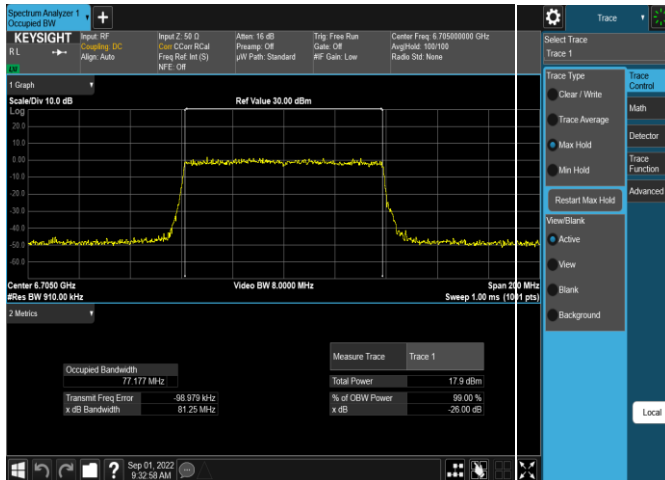 Spectrum Analyzer 1
Occupied BW
KEYSIGHT
R L
Input: RF
Coupling: DC
Align: Auto
Input Z: 50 Ω
Corr CCorr RCal
Freq Ref: Int (S)
NFE: Off
Atten: 16 dB
Preamp: Off
µW Path: Standard
Trig: Free Run
Gate: Off
#IF Gain: Low
Center Freq: 6.705000000 GHz
Avg|Hold: 100/100
Radio Std: None
1 Graph
Scale/Div 10.0 dB
Ref Value 30.00 dBm
Log
20.0
10.0
0.00
-10.0
-20.0
-30.0
-40.0
-50.0
-60.0
Center 6.7050 GHz
Video BW 8.0000 MHz
Span 200 MHz
#Res BW 910.00 kHz
Sweep 1.00 ms (1001 pts)
2 Metrics
Occupied Bandwidth
77.177 MHz
Transmit Freq Error -98.979 kHz
x dB Bandwidth 81.25 MHz
Measure Trace Trace 1
Total Power 17.9 dBm
% of OBW Power 99.00 %
x dB -26.00 dB
Sep 01, 2022
9:32:58 AM
Trace
Select Trace
Trace 1
Trace Type
Clear / Write
Trace Average
Max Hold
Min Hold
Restart Max Hold
View/Blank
Active
View
Blank
Background
Trace
Control
Math
Detector
Trace
Function
Advanced
Local